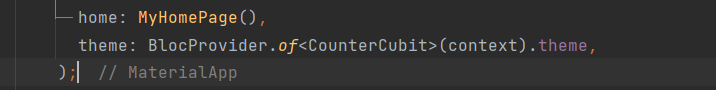 home: MyHomePage(),
theme: BlocProvider.of<CounterCubit>(context).theme,
); // MaterialApp